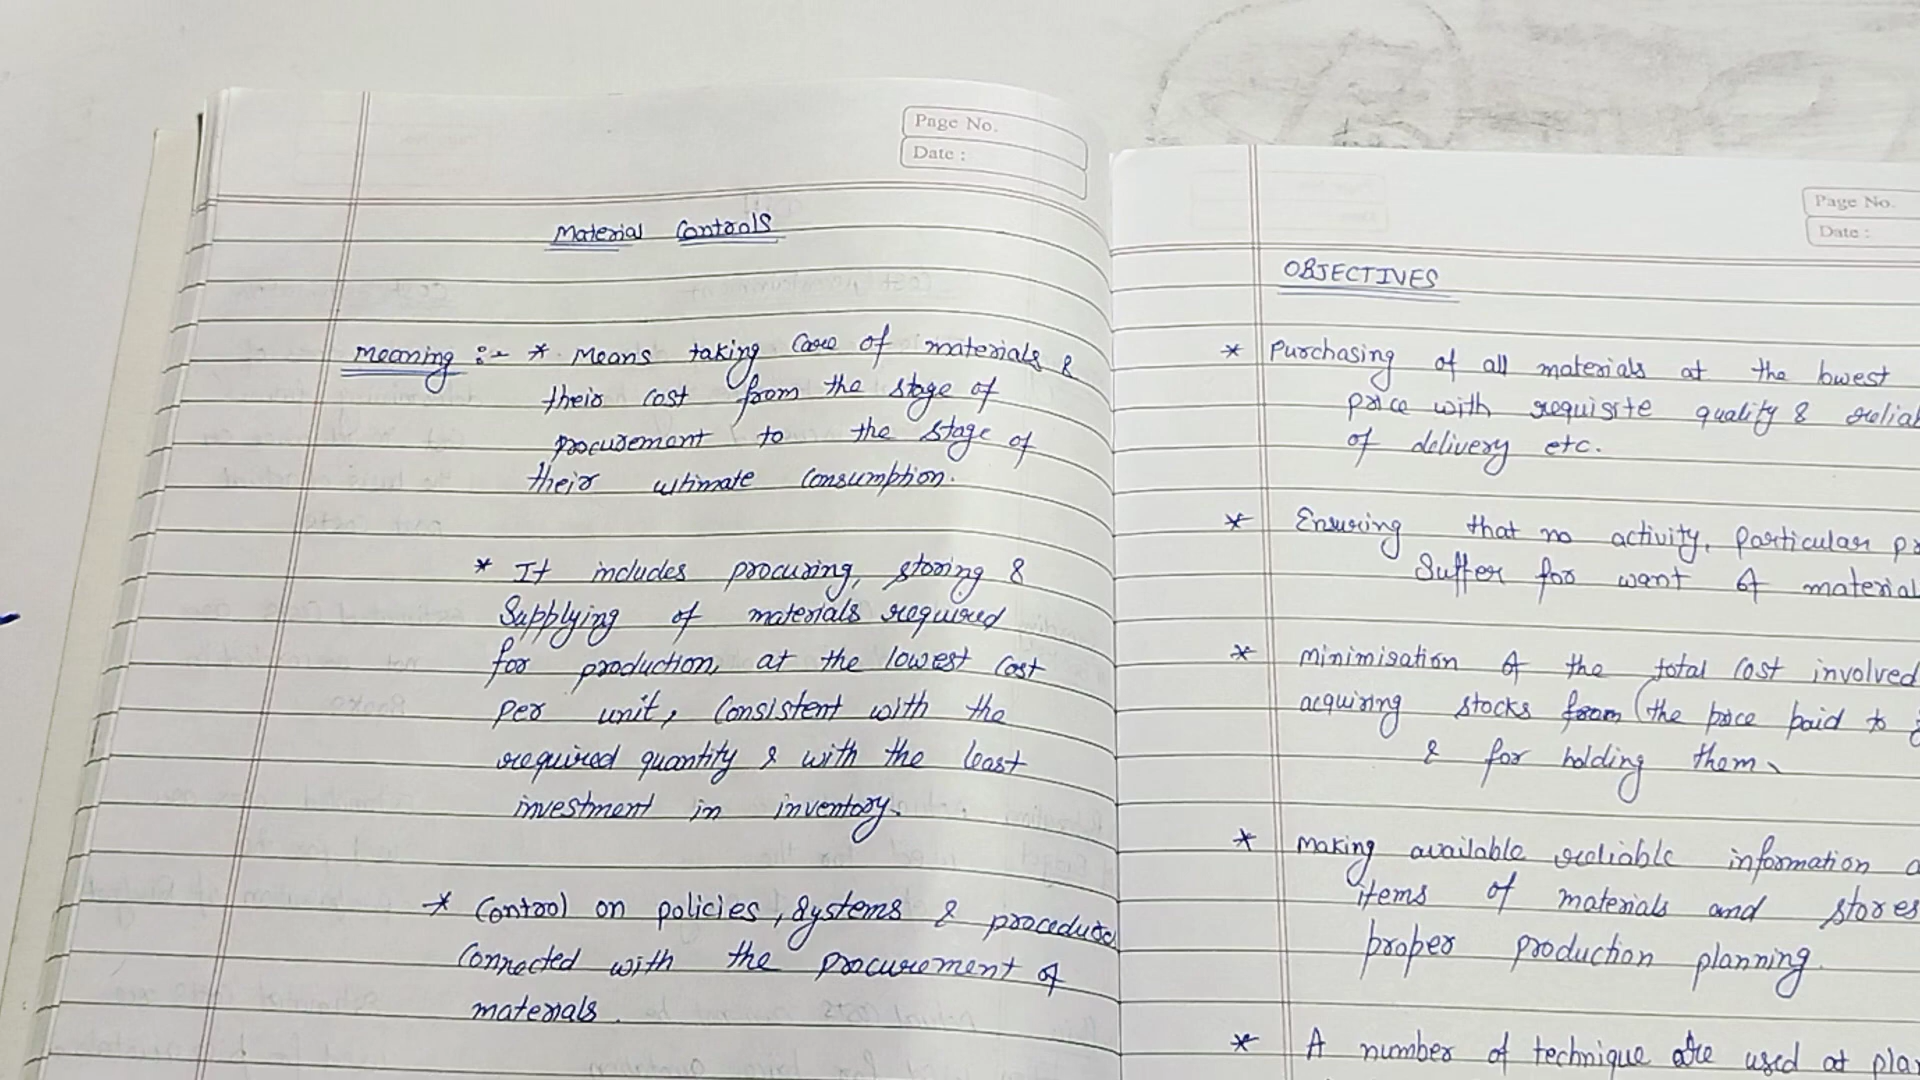 Page No.
Date :
Material Controls
Meaning :- * Means taking Care of materials &
their cost from the stage of
procurement to the stage of
their ultimate Consumption.
* It includes procuring, storing &
Supplying of materials required
for production, at the lowest Cost
per unit, Consistent with the
required quantity & with the least
investment in inventory.
* Control on policies, Systems & procedure
Connected with the procurement of
materials.
Page No.
Date :
OBJECTIVES
* Purchasing of all materials at the lowest
price with requisite quality &
of delivery etc.
* Ensuring that no activity, Particular
Suffer for want of material
* minimisation of the total Cost involved
acquiring stocks from (the price paid to
& for holding them
* Making available reliable information
items of materials and stores
proper production planning.
* A number of technique are used at